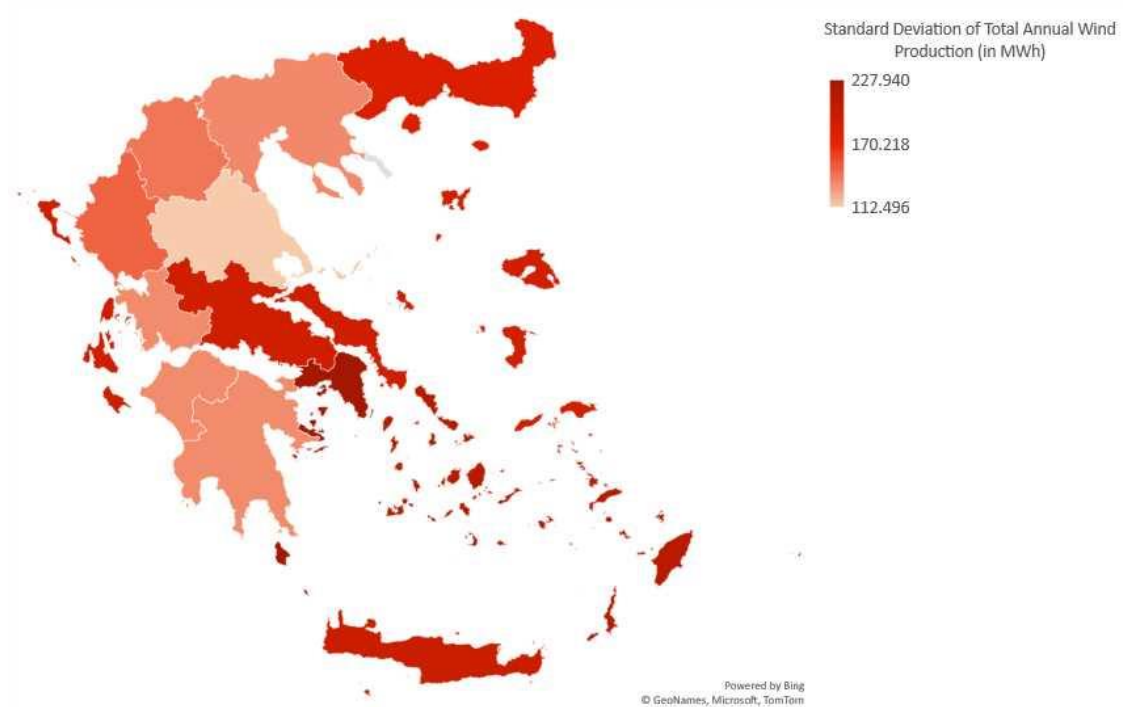 Standard Deviation of Total Annual Wind
Production (in MWh)
227.940
170.218
112.496
Powered by Bing
© GeoNames, Microsoft, TomTom